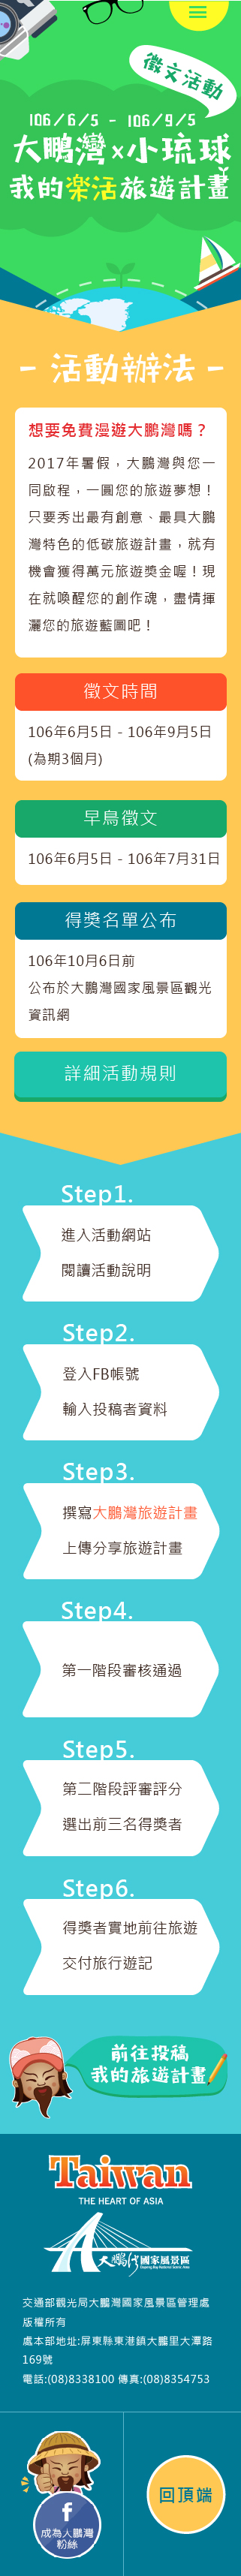 徵文活動
106/6/5 - 106/9/5
大鵬灣x小琉球
我的樂活旅遊計畫
- 活動辦法 -
想要免費漫遊大鵬灣嗎？
2017年暑假，大鵬灣與您一
同啟程，一圓您的旅遊夢想！
只要秀出最有創意、最具大鵬
灣特色的低碳旅遊計畫，就有
機會獲得萬元旅遊獎金喔！現
在就喚醒您的創作魂，盡情揮
灑您的旅遊藍圖吧！
徵文時間
106年6月5日 - 106年9月5日
(為期3個月)
早鳥徵文
106年6月5日 - 106年7月31日
得獎名單公布
106年10月6日前
公布於大鵬灣國家風景區觀光
資訊網
詳細活動規則
Step1.
進入活動網站
閱讀活動說明
Step2.
登入FB帳號
輸入投稿者資料
Step3.
撰寫大鵬灣旅遊計畫
上傳分享旅遊計畫
Step4.
第一階段審核通過
Step5.
第二階段評審評分
選出前三名得獎者
Step6.
得獎者實地前往旅遊
交付旅行遊記
前往投稿
我的旅遊計畫
Taiwan
THE HEART OF ASIA
大鵬灣國家風景區
交通部觀光局大鵬灣國家風景區管理處
版權所有
處本部地址:屏東縣東港鎮大鵬里大潭路
169號
電話:(08)8338100 傳真:(08)8354753
成為大鵬灣
粉絲
回頂端